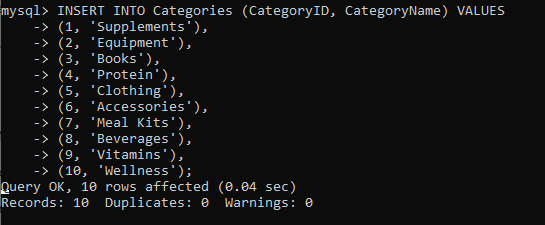 mysql> INSERT INTO Categories (CategoryID, CategoryName) VALUES
    -> (1, 'Supplements'),
    -> (2, 'Equipment'),
    -> (3, 'Books'),
    -> (4, 'Protein'),
    -> (5, 'Clothing'),
    -> (6, 'Accessories'),
    -> (7, 'Meal Kits'),
    -> (8, 'Beverages'),
    -> (9, 'Vitamins'),
    -> (10, 'Wellness');
Query OK, 10 rows affected (0.04 sec)
Records: 10  Duplicates: 0  Warnings: 0